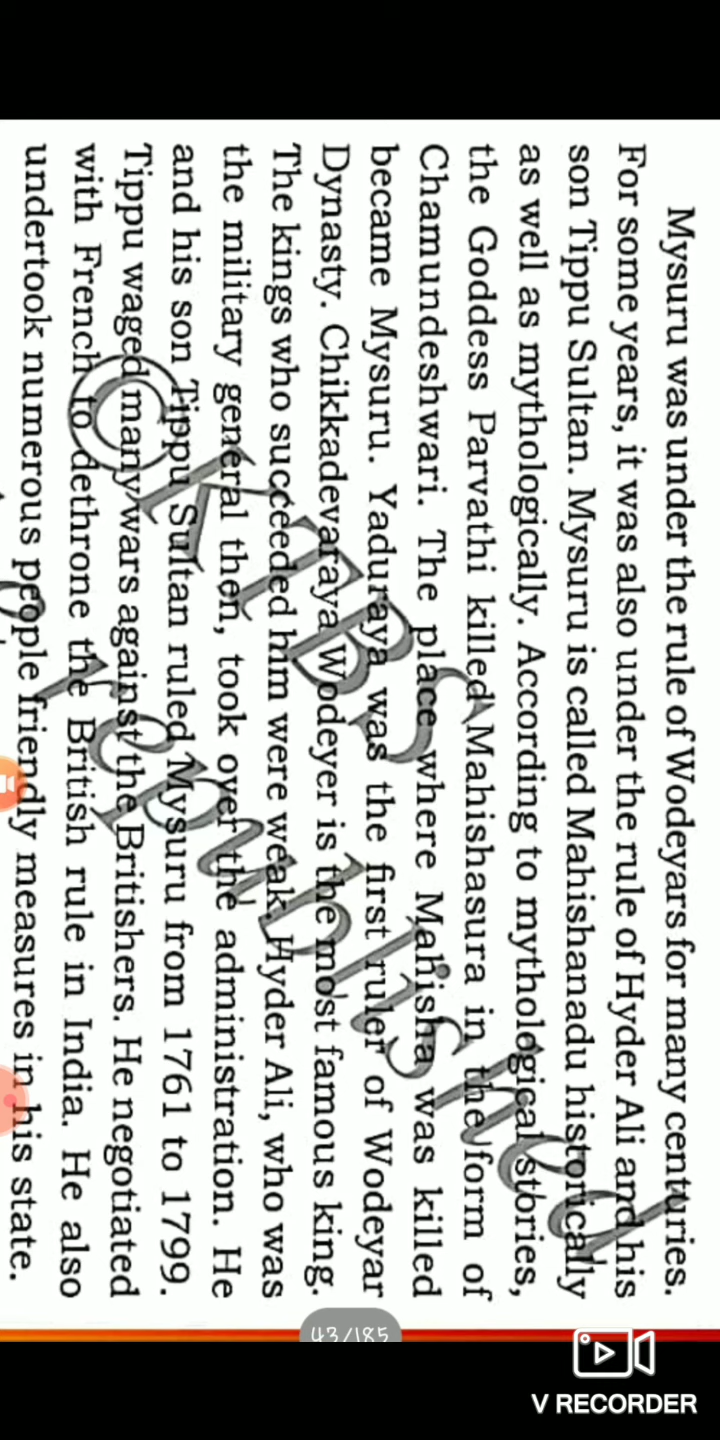 Mysuru was under the rule of Wodeyars for many centuries.
For some years, it was also under the rule of Hyder Ali and his
son Tippu Sultan. Mysuru is called Mahishanadu historically
as well as mythologically. According to mythological stories,
the Goddess Parvathi killed Mahishasura in the form of
Chamundeshwari. The place where Mahisha was killed
became Mysuru. Yaduraya was the first ruler of Wodeyar
Dynasty. Chikkadevaraya Wodeyer is the most famous king.
The kings who succeeded him were weak. Hyder Ali, who was
the military general then, took over the administration. He
and his son Tippu Sultan ruled Mysuru from 1761 to 1799.
Tippu waged many wars against the Britishers. He negotiated
with French to dethrone the British rule in India. He also
undertook numerous people friendly measures in his state.
©KTBS
republished
43/185
V RECORDER